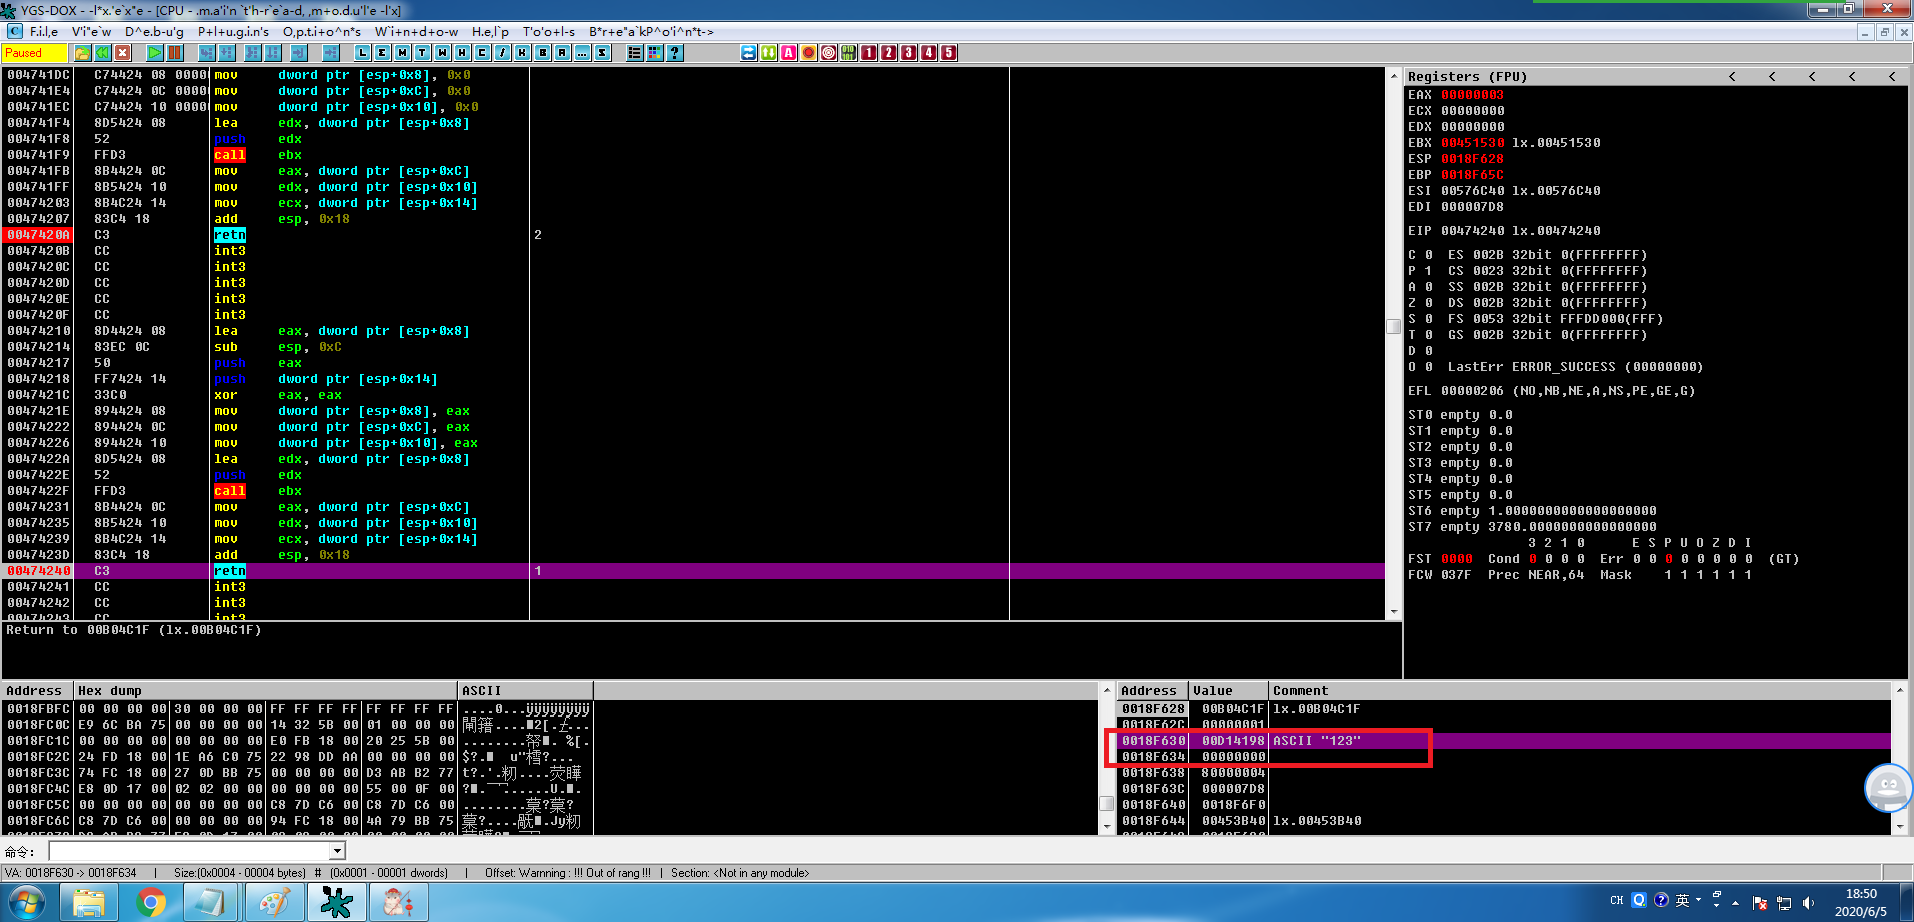 YGS-DOX - -l*x.'e`x"e - [CPU - .m.a'i'n `t'h-r`e`a-d, ,m+o.d.u'l'e -l'x]
C F.i.l,e V'i"e`w D^e.b-u'g P+l+u.g.i.n's O,p.t.i+o^n*s W`i+n+d+o-w H.e,l`p T'o'o+l-s B*r+e"a`kP^o'i^n*t->
Paused L E M T W H C / K B R ... S ? A 1 2 3 4 5
004741DC C74424 08 0000 mov dword ptr [esp+0x8], 0x0
004741E4 C74424 0C 0000 mov dword ptr [esp+0xC], 0x0
004741EC C74424 10 0000 mov dword ptr [esp+0x10], 0x0
004741F4 8D5424 08 lea edx, dword ptr [esp+0x8]
004741F8 52 push edx
004741F9 FFD3 call ebx
004741FB 8B4424 0C mov eax, dword ptr [esp+0xC]
004741FF 8B5424 10 mov edx, dword ptr [esp+0x10]
00474203 8B4C24 14 mov ecx, dword ptr [esp+0x14]
00474207 83C4 18 add esp, 0x18
0047420A C3 retn 2
0047420B CC int3
0047420C CC int3
0047420D CC int3
0047420E CC int3
0047420F CC int3
00474210 8D4424 08 lea eax, dword ptr [esp+0x8]
00474214 83EC 0C sub esp, 0xC
00474217 50 push eax
00474218 FF7424 14 push dword ptr [esp+0x14]
0047421C 33C0 xor eax, eax
0047421E 894424 08 mov dword ptr [esp+0x8], eax
00474222 894424 0C mov dword ptr [esp+0xC], eax
00474226 894424 10 mov dword ptr [esp+0x10], eax
0047422A 8D5424 08 lea edx, dword ptr [esp+0x8]
0047422E 52 push edx
0047422F FFD3 call ebx
00474231 8B4424 0C mov eax, dword ptr [esp+0xC]
00474235 8B5424 10 mov edx, dword ptr [esp+0x10]
00474239 8B4C24 14 mov ecx, dword ptr [esp+0x14]
0047423D 83C4 18 add esp, 0x18
00474240 C3 retn 1
00474241 CC int3
00474242 CC int3
00474243 CC int3
Return to 00B04C1F (lx.00B04C1F)
Registers (FPU) < < < < <
EAX 00000003
ECX 00000000
EDX 00000000
EBX 00451530 lx.00451530
ESP 0018F628
EBP 0018F65C
ESI 00576C40 lx.00576C40
EDI 000007D8
EIP 00474240 lx.00474240
C 0 ES 002B 32bit 0(FFFFFFFF)
P 1 CS 0023 32bit 0(FFFFFFFF)
A 0 SS 002B 32bit 0(FFFFFFFF)
Z 0 DS 002B 32bit 0(FFFFFFFF)
S 0 FS 0053 32bit FFFDD000(FFF)
T 0 GS 002B 32bit 0(FFFFFFFF)
D 0
O 0 LastErr ERROR_SUCCESS (00000000)
EFL 00000206 (NO,NB,NE,A,NS,PE,GE,G)
ST0 empty 0.0
ST1 empty 0.0
ST2 empty 0.0
ST3 empty 0.0
ST4 empty 0.0
ST5 empty 0.0
ST6 empty 1.0000000000000000000
ST7 empty 3780.0000000000000000
3 2 1 0 E S P U O Z D I
FST 0000 Cond 0 0 0 0 Err 0 0 0 0 0 0 0 0 (GT)
FCW 037F Prec NEAR,64 Mask 1 1 1 1 1 1
Address Hex dump ASCII
0018FBFC 00 00 00 00 30 00 00 00 FF FF FF FF FF FF FF FF ....0...ÿÿÿÿÿÿÿÿ
0018FC0C E9 6C BA 75 00 00 00 00 14 32 5B 00 01 00 00 00
0018FC1C 00 00 00 00 00 00 00 00 E0 FB 18 00 20 25 5B 00
0018FC2C 24 FD 18 00 1E A6 C0 75 22 98 DD AA 00 00 00 00
0018FC3C 74 FC 18 00 27 0D BB 75 00 00 00 00 D3 AB B2 77
0018FC4C E8 0D 17 00 02 02 00 00 00 00 00 00 55 00 0F 00
0018FC5C 00 00 00 00 00 00 00 00 C8 7D C6 00 C8 7D C6 00
0018FC6C C8 7D C6 00 00 00 00 00 94 FC 18 00 4A 79 BB 75
Address Value Comment
0018F628 00B04C1F lx.00B04C1F
0018F62C 00000001
0018F630 00D14198 ASCII "123"
0018F634 00000000
0018F638 80000004
0018F63C 000007D8
0018F640 0018F6F0
0018F644 00453B40 lx.00453B40
命令:
VA: 0018F630 -> 0018F634 | Size:(0x0004 - 00004 bytes) # (0x0001 - 00001 dwords) | Offset: Warnning : !!! Out of rang !!! | Section: <Not in any module>
CH 英 18:50
2020/6/5